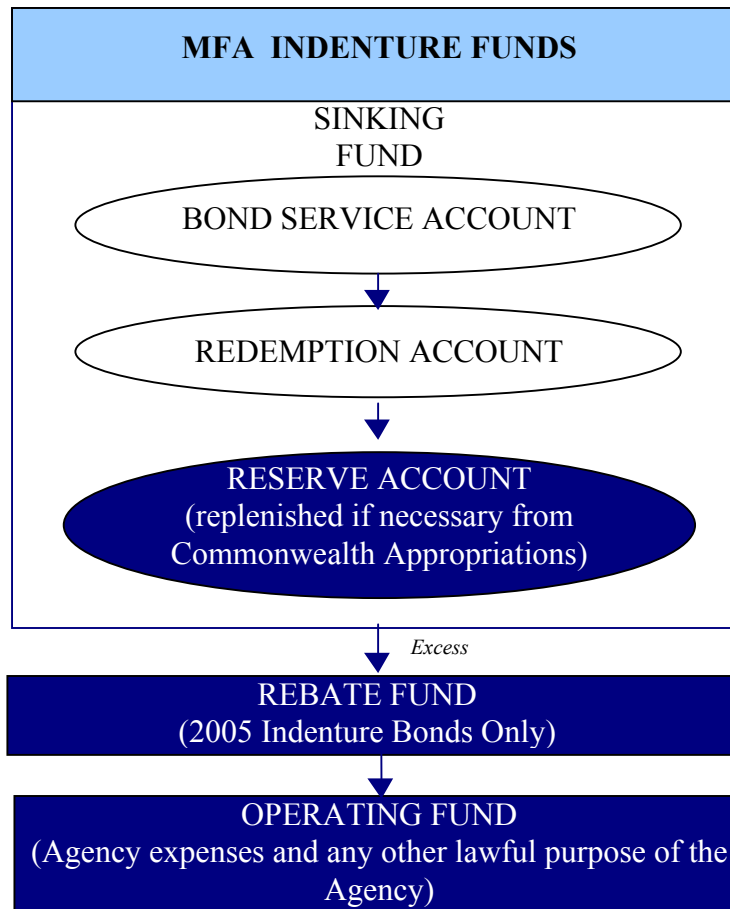 MFA INDENTURE FUNDS
SINKING
FUND
BOND SERVICE ACCOUNT
REDEMPTION ACCOUNT
RESERVE ACCOUNT
(replenished if necessary from
Commonwealth Appropriations)
Excess
REBATE FUND
(2005 Indenture Bonds Only)
OPERATING FUND
(Agency expenses and any other lawful purpose of the
Agency)